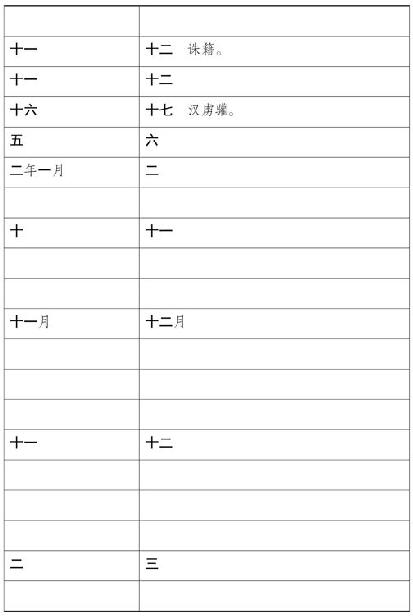 十一 十二 诛籍。
十一 十二
十六 十七 汉虏驩。
五 六
二年一月 二
十 十一
十一月 十二月
十一 十二
二 三